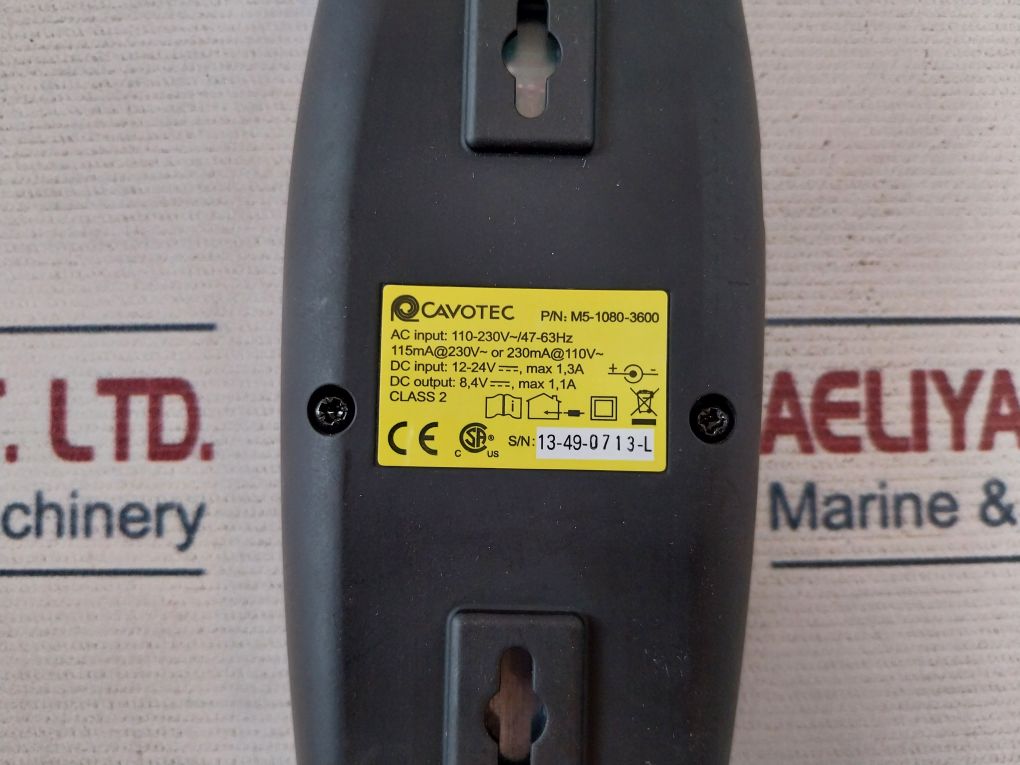 CAVOTEC P/N: M5-1080-3600
AC input: 110-230V~/47-63Hz
115mA@230V~ or 230mA@110V~
DC input: 12-24V⎓, max 1,3A
DC output: 8,4V⎓, max 1,1A
CLASS 2
+ -
i
CE C SA® US S/N: 13-49-0713-L
T. LTD.
chinery
AELIYA
Marine &